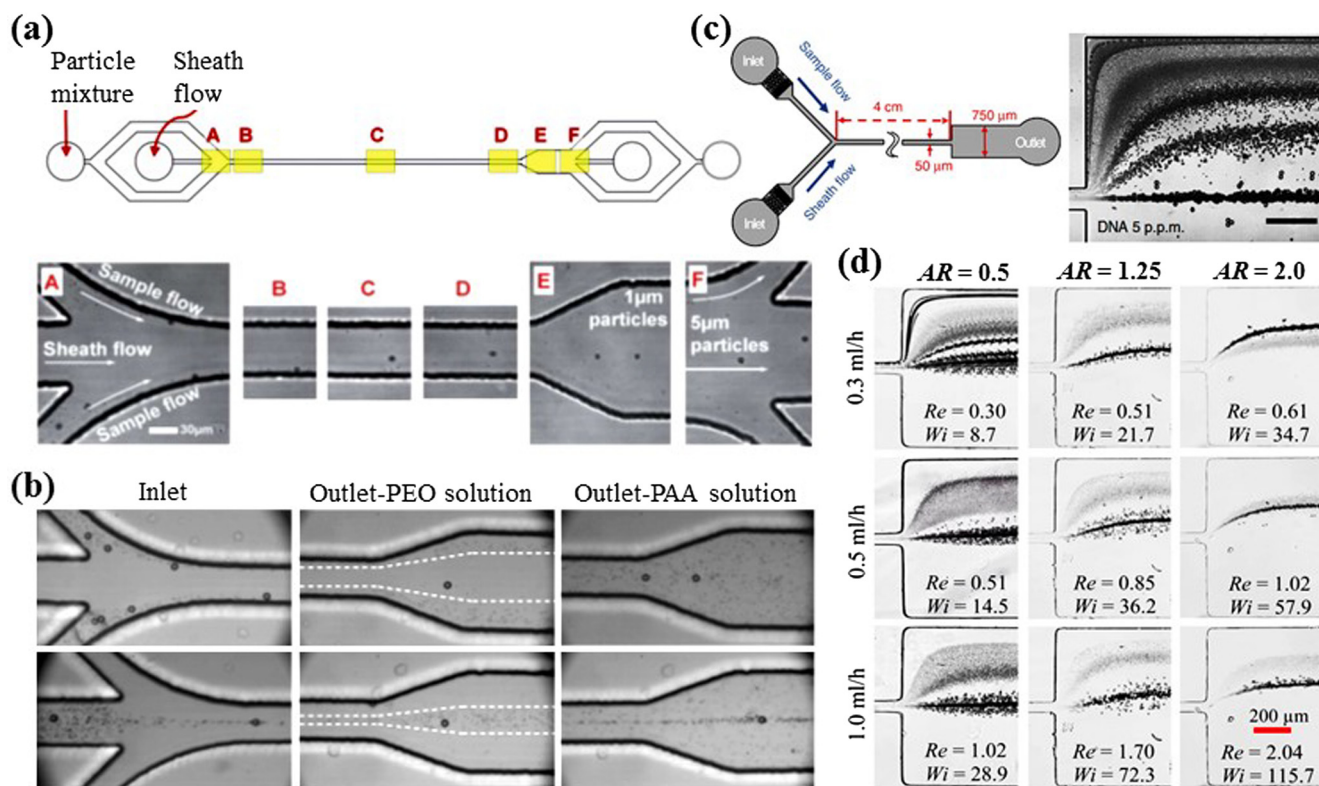 (a)
Particle
mixture
Sheath
flow
A
B
C
D
E
F
A
Sample flow
Sheath flow
Sample flow
30µm
B
C
D
E
1µm
particles
F
5µm
particles
(b)
Inlet
Outlet-PEO solution
Outlet-PAA solution
(c)
Inlet
Sample flow
Inlet
Sheath flow
4 cm
50 µm
750 µm
Outlet
DNA 5 p.p.m.
(d)
AR = 0.5
AR = 1.25
AR = 2.0
0.3 ml/h
Re = 0.30
Wi = 8.7
Re = 0.51
Wi = 21.7
Re = 0.61
Wi = 34.7
0.5 ml/h
Re = 0.51
Wi = 14.5
Re = 0.85
Wi = 36.2
Re = 1.02
Wi = 57.9
1.0 ml/h
Re = 1.02
Wi = 28.9
Re = 1.70
Wi = 72.3
200 µm
Re = 2.04
Wi = 115.7